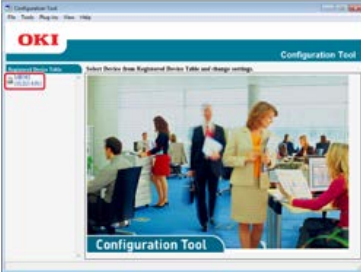 Configuration Tool
File Tools Plug-ins View Help
OKI
Configuration Tool
Registered Device Table
Select Device from Registered Device Table and change settings.
Configuration Tool